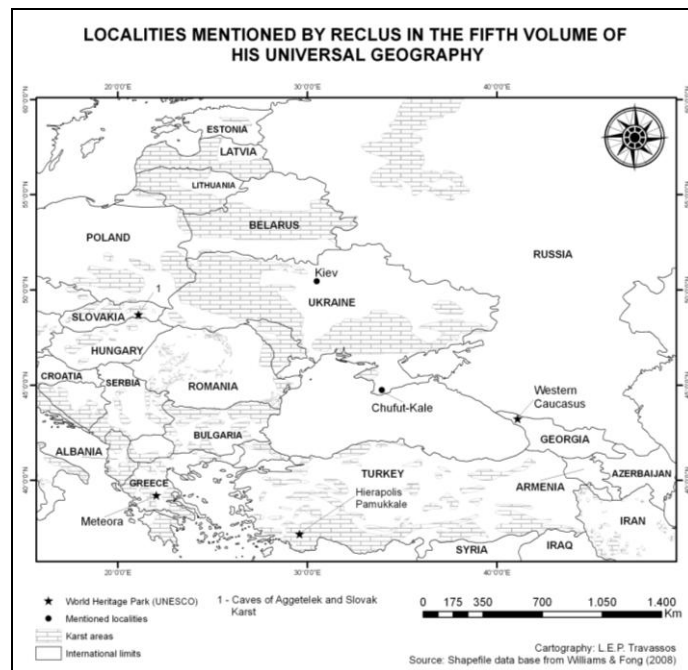 LOCALITIES MENTIONED BY RECLUS IN THE FIFTH VOLUME OF
HIS UNIVERSAL GEOGRAPHY
20°0'0"E 30°0'0"E 40°0'0"E
ESTONIA
LATVIA
LITHUANIA
BELARUS
POLAND
RUSSIA
Kiev
1
UKRAINE
SLOVAKIA
HUNGARY
CROATIA
SERBIA
ROMANIA
Chufut-Kale
Western
Caucasus
BULGARIA
GEORGIA
ALBANIA
TURKEY
AZERBAIJAN
GREECE
ARMENIA
Hierapolis
Pamukkale
Meteora
IRAN
SYRIA
IRAQ
20°0'0"E 30°0'0"E 40°0'0"E
World Heritage Park (UNESCO)
Mentioned localities
Karst areas
International limits
1 - Caves of Aggetelek and Slovak
Karst
0 175 350 700 1.050 1.400
Km
Cartography: L.E.P. Travassos
Source: Shapefile data base from Williams & Fong (2008)